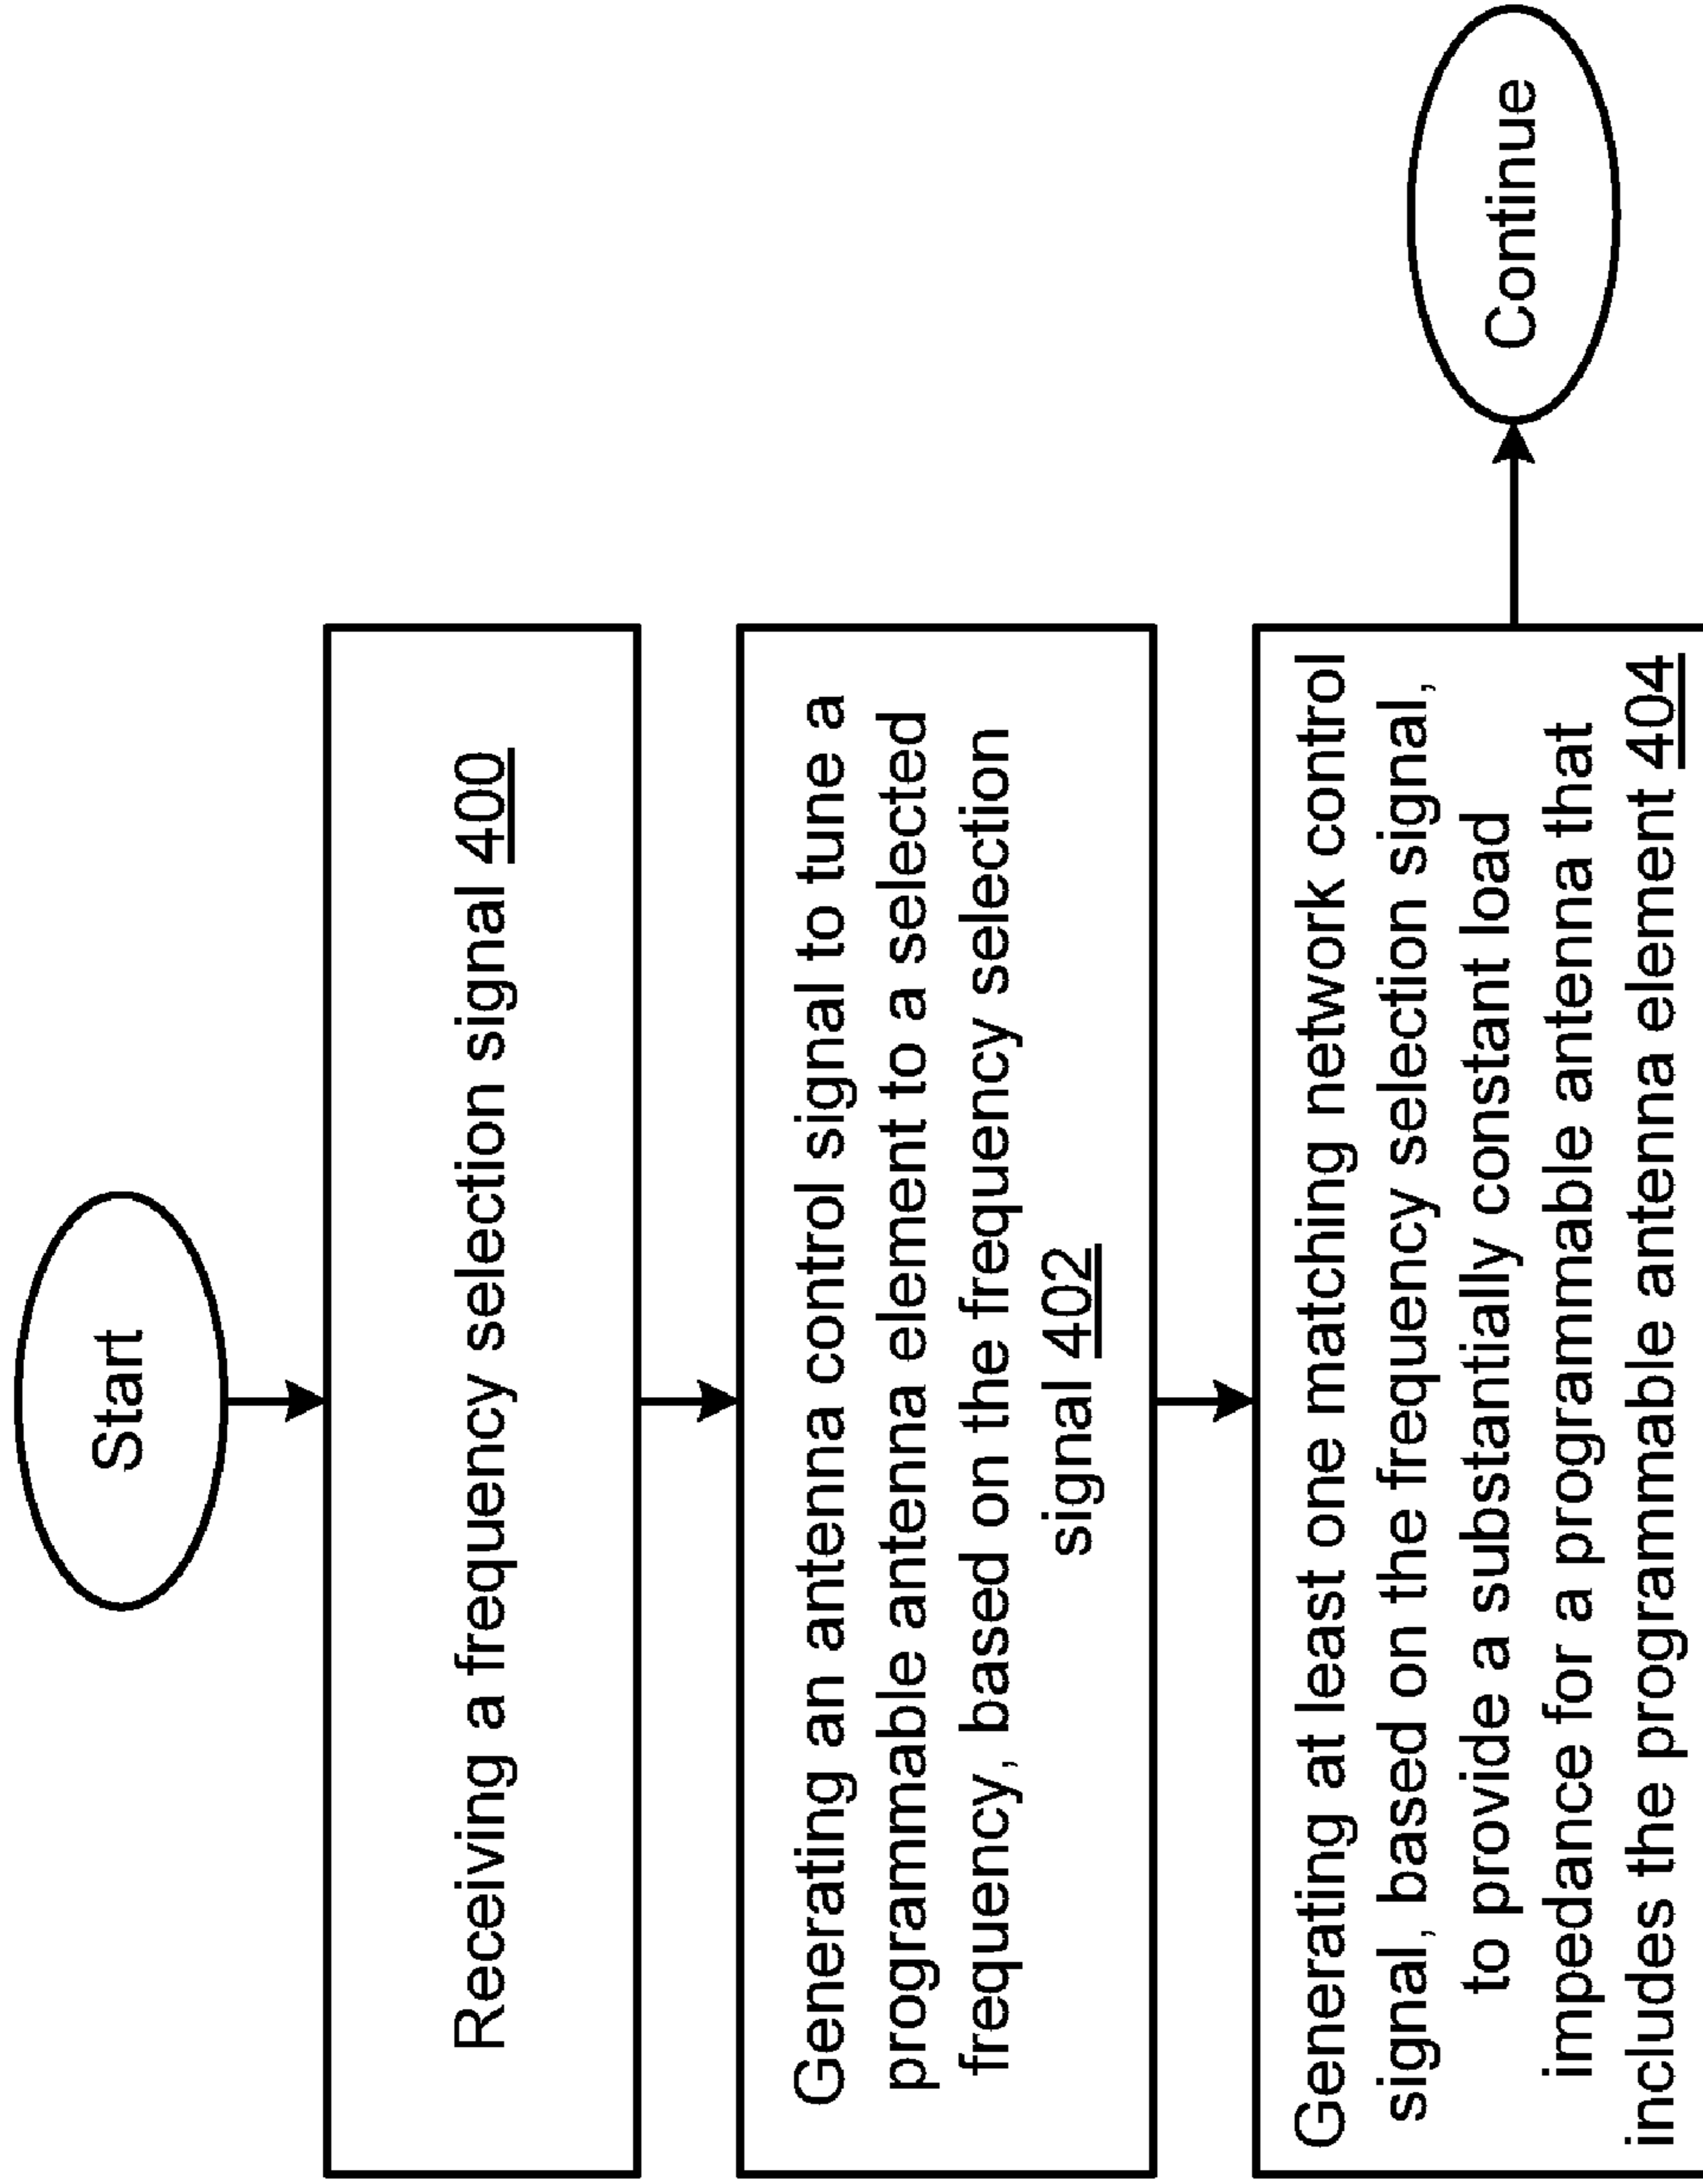 Start
Receiving a frequency selection signal 400
Generating an antenna control signal to tune a
programmable antenna element to a selected
frequency, based on the frequency selection
signal 402
Generating at least one matching network control
signal, based on the frequency selection signal,
to provide a substantially constant load
impedance for a programmable antenna that
includes the programmable antenna element 404
Continue